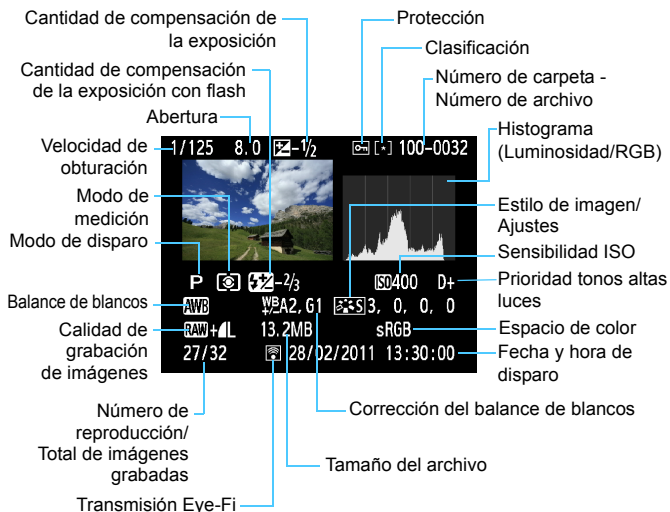 Cantidad de compensación de
la exposición
Protección
Clasificación
Cantidad de compensación
de la exposición con flash
Número de carpeta -
Número de archivo
Abertura
Histograma
(Luminosidad/RGB)
Velocidad de
obturación
1/125 8.0 -1/2 [*] 100-0032
Modo de
medición
Estilo de imagen/
Ajustes
Modo de disparo
Sensibilidad ISO
P -2/3 ISO400 D+
Prioridad tonos altas
luces
Balance de blancos
AWB WB+/-A2,G1 S3, 0, 0, 0
Calidad de
grabación
de imágenes
RAW+L 13.2MB sRGB
Espacio de color
27/32 28/02/2011 13:30:00
Fecha y hora de
disparo
Número de
reproducción/
Total de imágenes
grabadas
Corrección del balance de blancos
Tamaño del archivo
Transmisión Eye-Fi